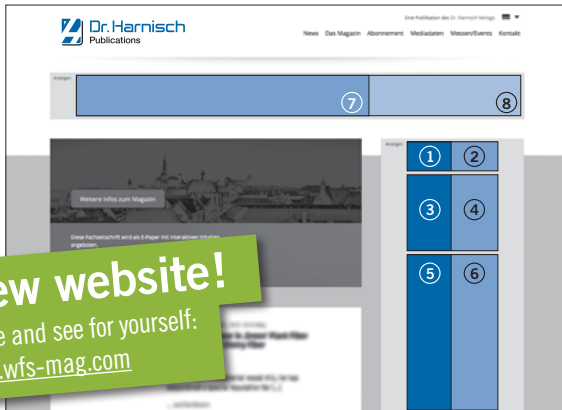 Dr. Harnisch
Publications
Eine Publikation des Dr. Harnisch Verlags
News Das Magazin Abonnement Mediadaten Messen/Events Kontakt
Anzeigen
7
8
Anzeigen
1
2
3
4
5
6
Weitere Infos zum Magazin
Diese Fachzeitschrift wird als E-Paper mit interaktiven Inhalten
angeboten.
ew website!
e and see for yourself:
.wfs-mag.com
... weiterlesen